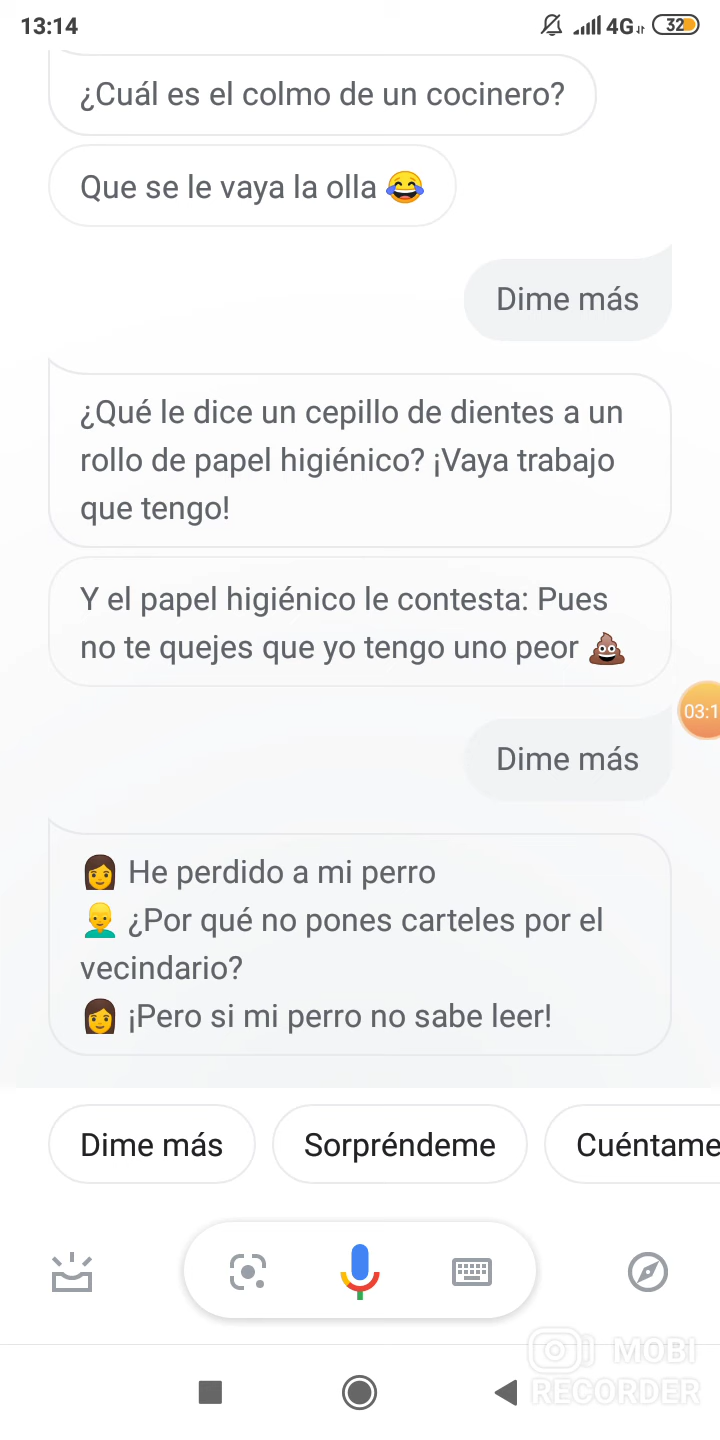 13:14
4G
32
¿Cuál es el colmo de un cocinero?
Que se le vaya la olla 😂
Dime más
¿Qué le dice un cepillo de dientes a un
rollo de papel higiénico? ¡Vaya trabajo
que tengo!
Y el papel higiénico le contesta: Pues
no te quejes que yo tengo uno peor 💩
03:1
Dime más
👩 He perdido a mi perro
👱‍♂️ ¿Por qué no pones carteles por el
vecindario?
👩 ¡Pero si mi perro no sabe leer!
Dime más
Sorpréndeme
Cuéntame
MOBI
RECORDER